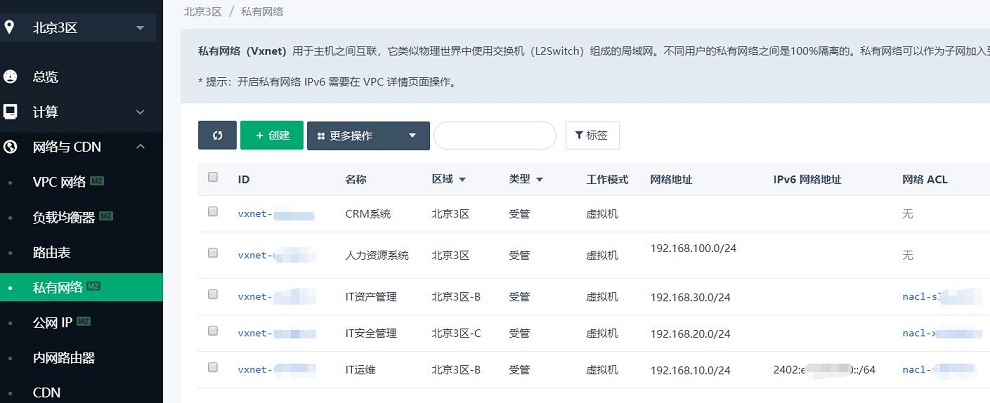 北京3区 / 私有网络
北京3区
总览
计算
网络与 CDN
VPC 网络 MZ
负载均衡器 MZ
路由表
私有网络 MZ
公网 IP MZ
内网路由器
CDN
私有网络（Vxnet）用于主机之间互联，它类似物理世界中使用交换机（L2Switch）组成的局域网。不同用户的私有网络之间是100%隔离的。私有网络可以作为子网加入至
* 提示：开启私有网络 IPv6 需要在 VPC 详情页面操作。
+ 创建 更多操作 标签
ID 名称 区域 类型 工作模式 网络地址 IPv6 网络地址 网络 ACL
vxnet- CRM系统 北京3区 受管 虚拟机 无
vxnet- 人力资源系统 北京3区 受管 虚拟机 192.168.100.0/24 无
vxnet- IT资产管理 北京3区-B 受管 虚拟机 192.168.30.0/24 nacl-
vxnet- IT安全管理 北京3区-C 受管 虚拟机 192.168.20.0/24 nacl-
vxnet- IT运维 北京3区-B 受管 虚拟机 192.168.10.0/24 2402: ::/64 nacl-